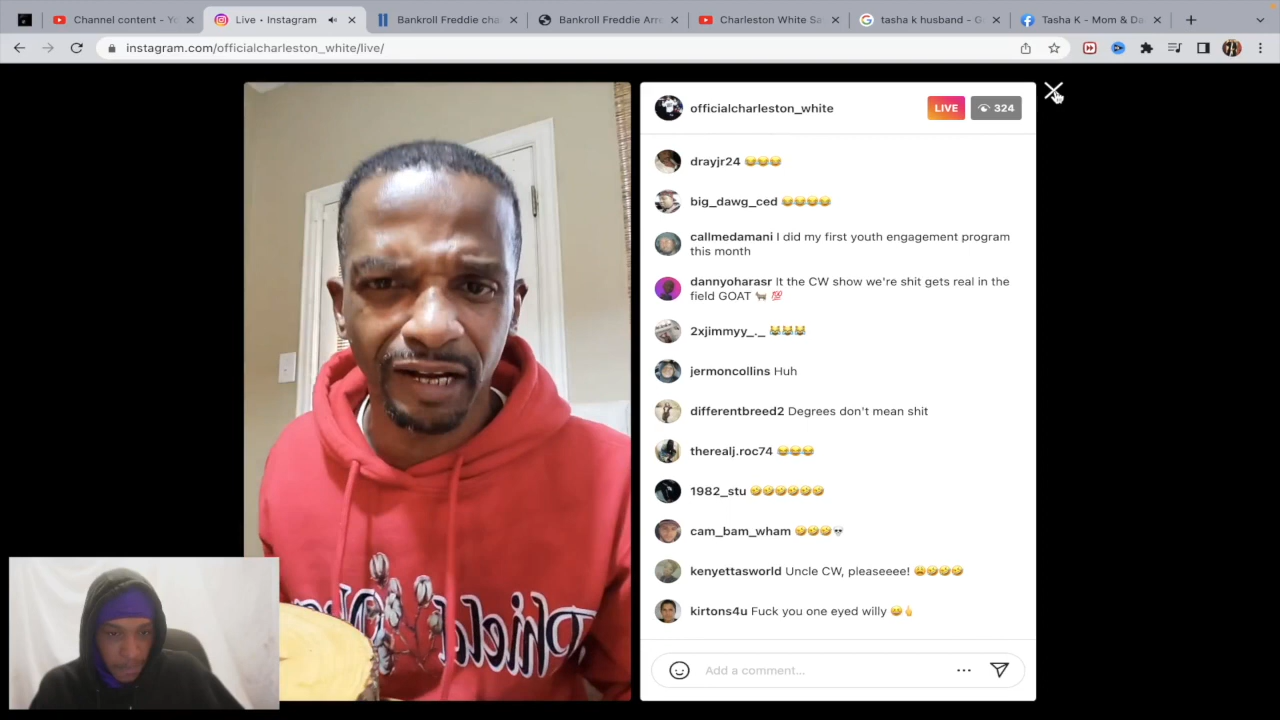 Channel content - Yo
Live • Instagram
Bankroll Freddie cha
Bankroll Freddie Arre
Charleston White Sa
tasha k husband - G
Tasha K - Mom & Da
instagram.com/officialcharleston_white/live/
officialcharleston_white
LIVE
324
drayjr24 😂😂😂
big_dawg_ced 😂😂😂😂
callmedamani I did my first youth engagement program
this month
dannyoharasr It the CW show we're shit gets real in the
field GOAT 🐐 💯
2xjimmyy_._ 😹😹😹
jermoncollins Huh
differentbreed2 Degrees don't mean shit
therealj.roc74 😂😂😂
1982_stu 🤣🤣🤣🤣🤣🤣
cam_bam_wham 🤣🤣🤣💀
kenyettasworld Uncle CW, pleaseeee! 😩🤣🤣🤣
kirtons4u Fuck you one eyed willy 😄🖕
Add a comment...
Phield